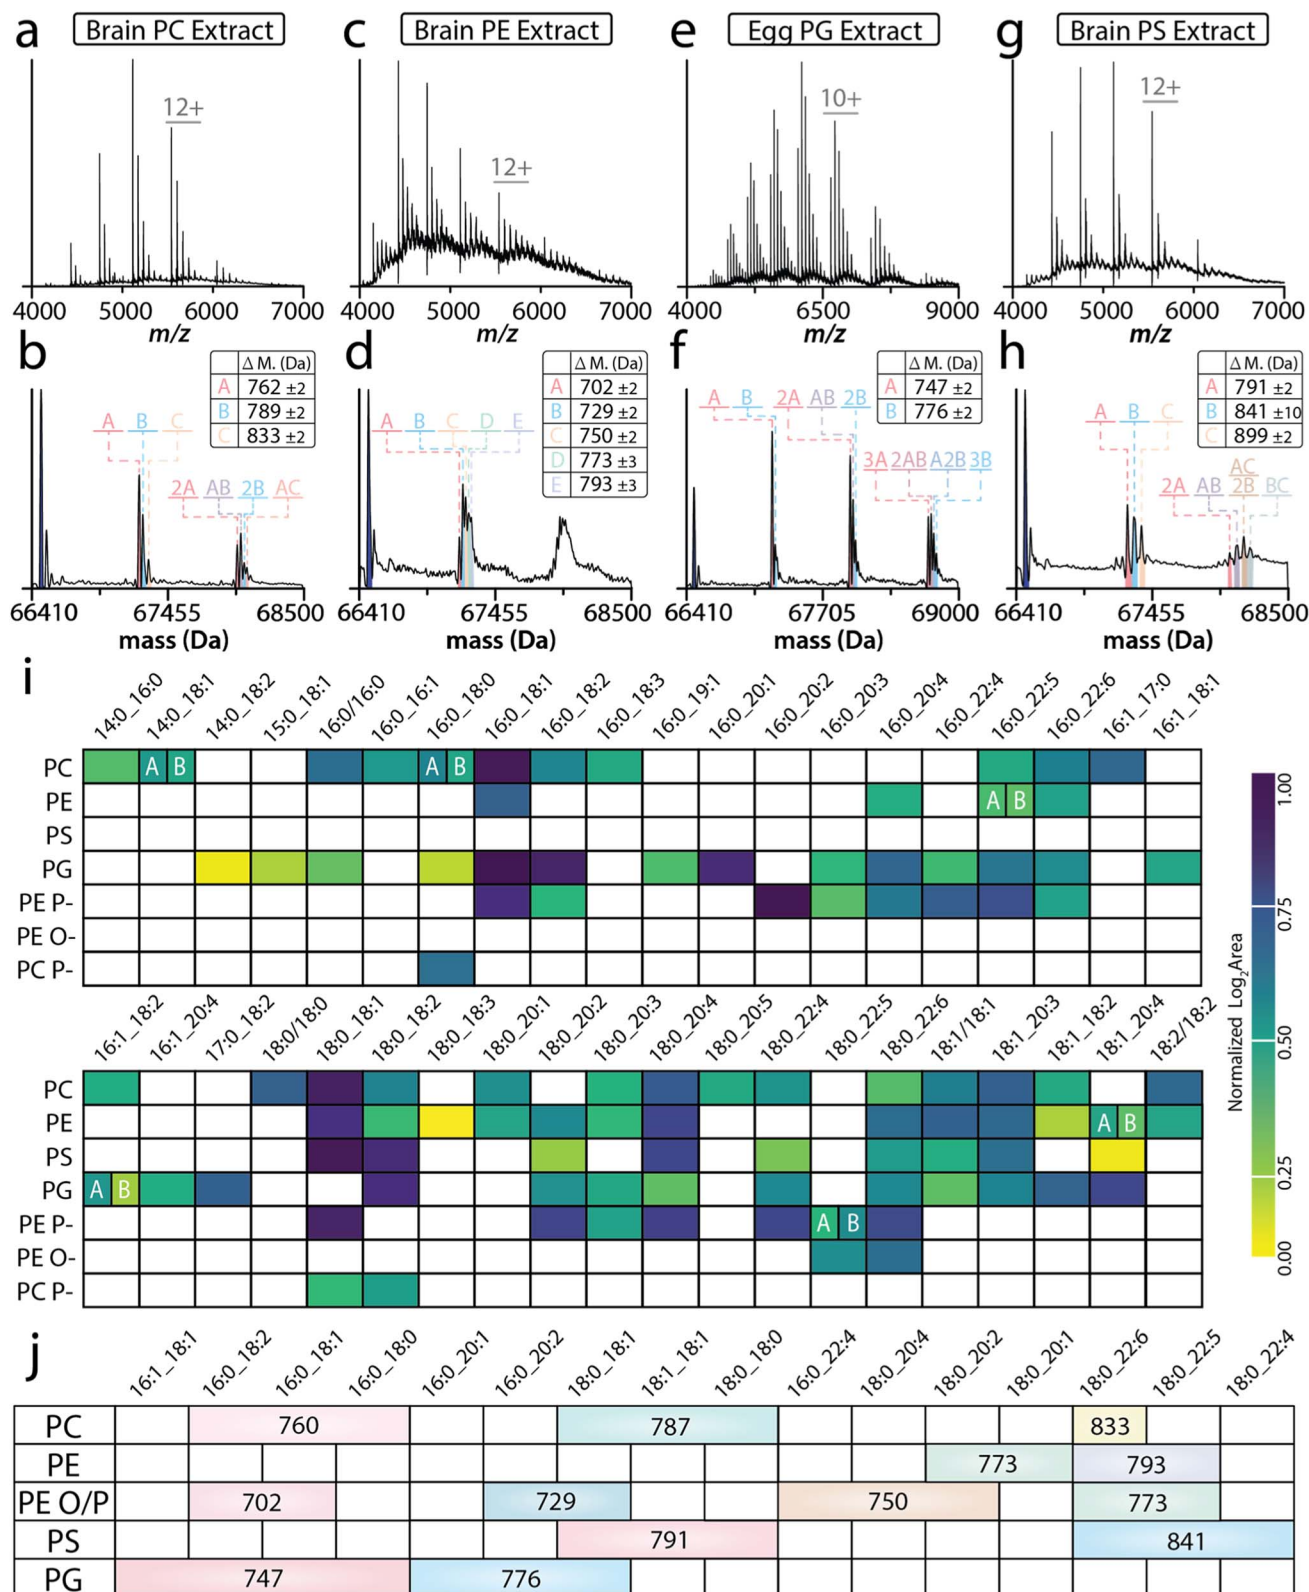 a Brain PC Extract
c Brain PE Extract
e Egg PG Extract
g Brain PS Extract
12+
12+
10+
12+
4000 5000 6000 7000
m/z
4000 5000 6000 7000
m/z
4000 6500 9000
m/z
4000 5000 6000 7000
m/z
b
Δ M. (Da)
A 762 ±2
B 789 ±2
C 833 ±2
A B C
2A AB 2B AC
66410 67455 68500
mass (Da)
d
Δ M. (Da)
A 702 ±2
B 729 ±2
C 750 ±2
D 773 ±3
E 793 ±3
A B C D E
66410 67455 68500
mass (Da)
f
Δ M. (Da)
A 747 ±2
B 776 ±2
A B 2A AB 2B
3A 2AB A2B 3B
66410 67705 69000
mass (Da)
h
Δ M. (Da)
A 791 ±2
B 841 ±10
C 899 ±2
A B C
AC
2A AB 2B BC
66410 67455 68500
mass (Da)
i
14:0_16:0 14:0_18:1 14:0_18:2 15:0_18:1 16:0/16:0 16:0_16:1 16:0_18:0 16:0_18:1 16:0_18:2 16:0_18:3 16:0_19:1 16:0_20:1 16:0_20:2 16:0_20:3 16:0_20:4 16:0_22:4 16:0_22:5 16:0_22:6 16:1_17:0 16:1_18:1
PC A B A B
PE A B
PS
PG
PE P-
PE O-
PC P-
16:1_18:2 16:1_20:4 17:0_18:2 18:0/18:0 18:0_18:1 18:0_18:2 18:0_18:3 18:0_20:1 18:0_20:2 18:0_20:3 18:0_20:4 18:0_20:5 18:0_22:4 18:0_22:5 18:0_22:6 18:1/18:1 18:1_20:3 18:1_18:2 18:1_20:4 18:2/18:2
PC
PE A B
PS
PG A B
PE P- A B
PE O-
PC P-
Normalized Log2Area
1.00
0.75
0.50
0.25
0.00
j
16:1_18:1 16:0_18:2 16:0_18:1 16:0_18:0 16:0_20:1 16:0_20:2 18:0_18:1 18:1_18:1 18:0_18:0 16:0_22:4 18:0_20:4 18:0_20:2 18:0_20:1 18:0_22:6 18:0_22:5 18:0_22:4
PC 760 787 833
PE 773 793
PE O/P 702 729 750 773
PS 791 841
PG 747 776